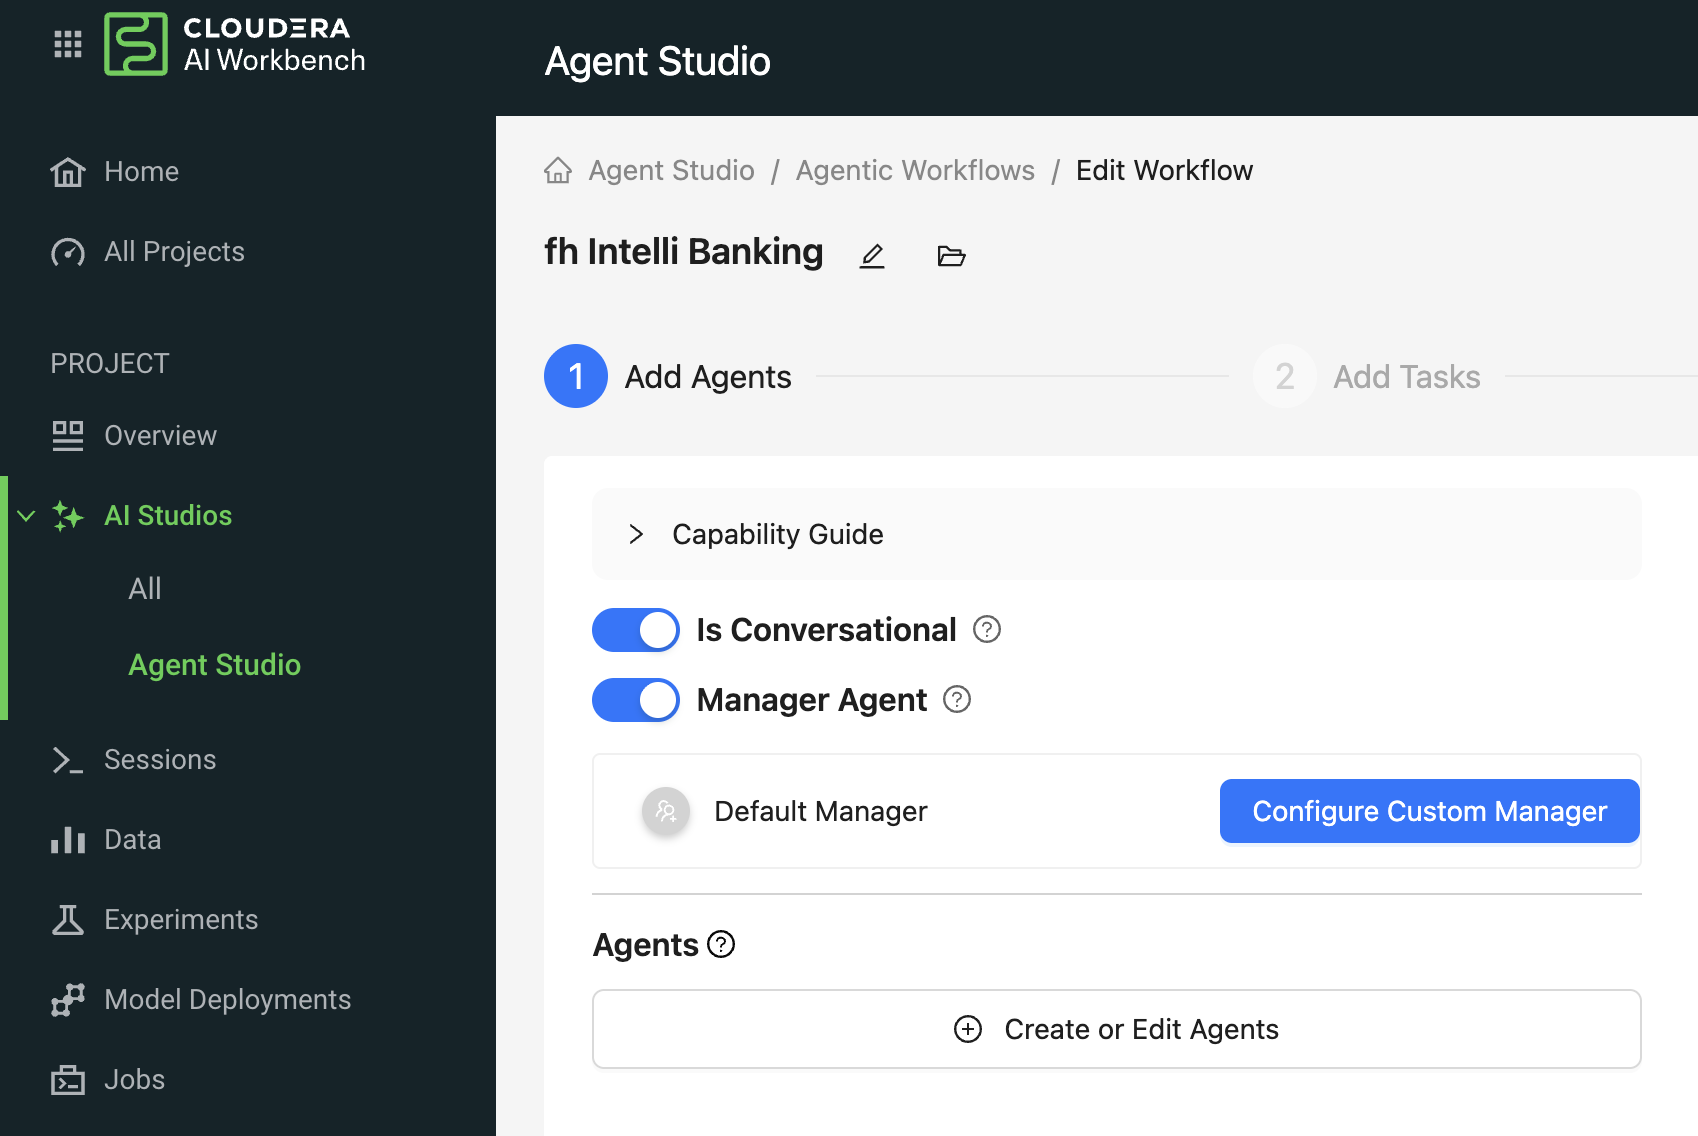 CLOUDERA
AI Workbench
Agent Studio
Home
All Projects
PROJECT
Overview
AI Studios
All
Agent Studio
Sessions
Data
Experiments
Model Deployments
Jobs
Agent Studio / Agentic Workflows / Edit Workflow
fh Intelli Banking
1 Add Agents
2 Add Tasks
Capability Guide
Is Conversational ?
Manager Agent ?
Default Manager
Configure Custom Manager
Agents ?
Create or Edit Agents